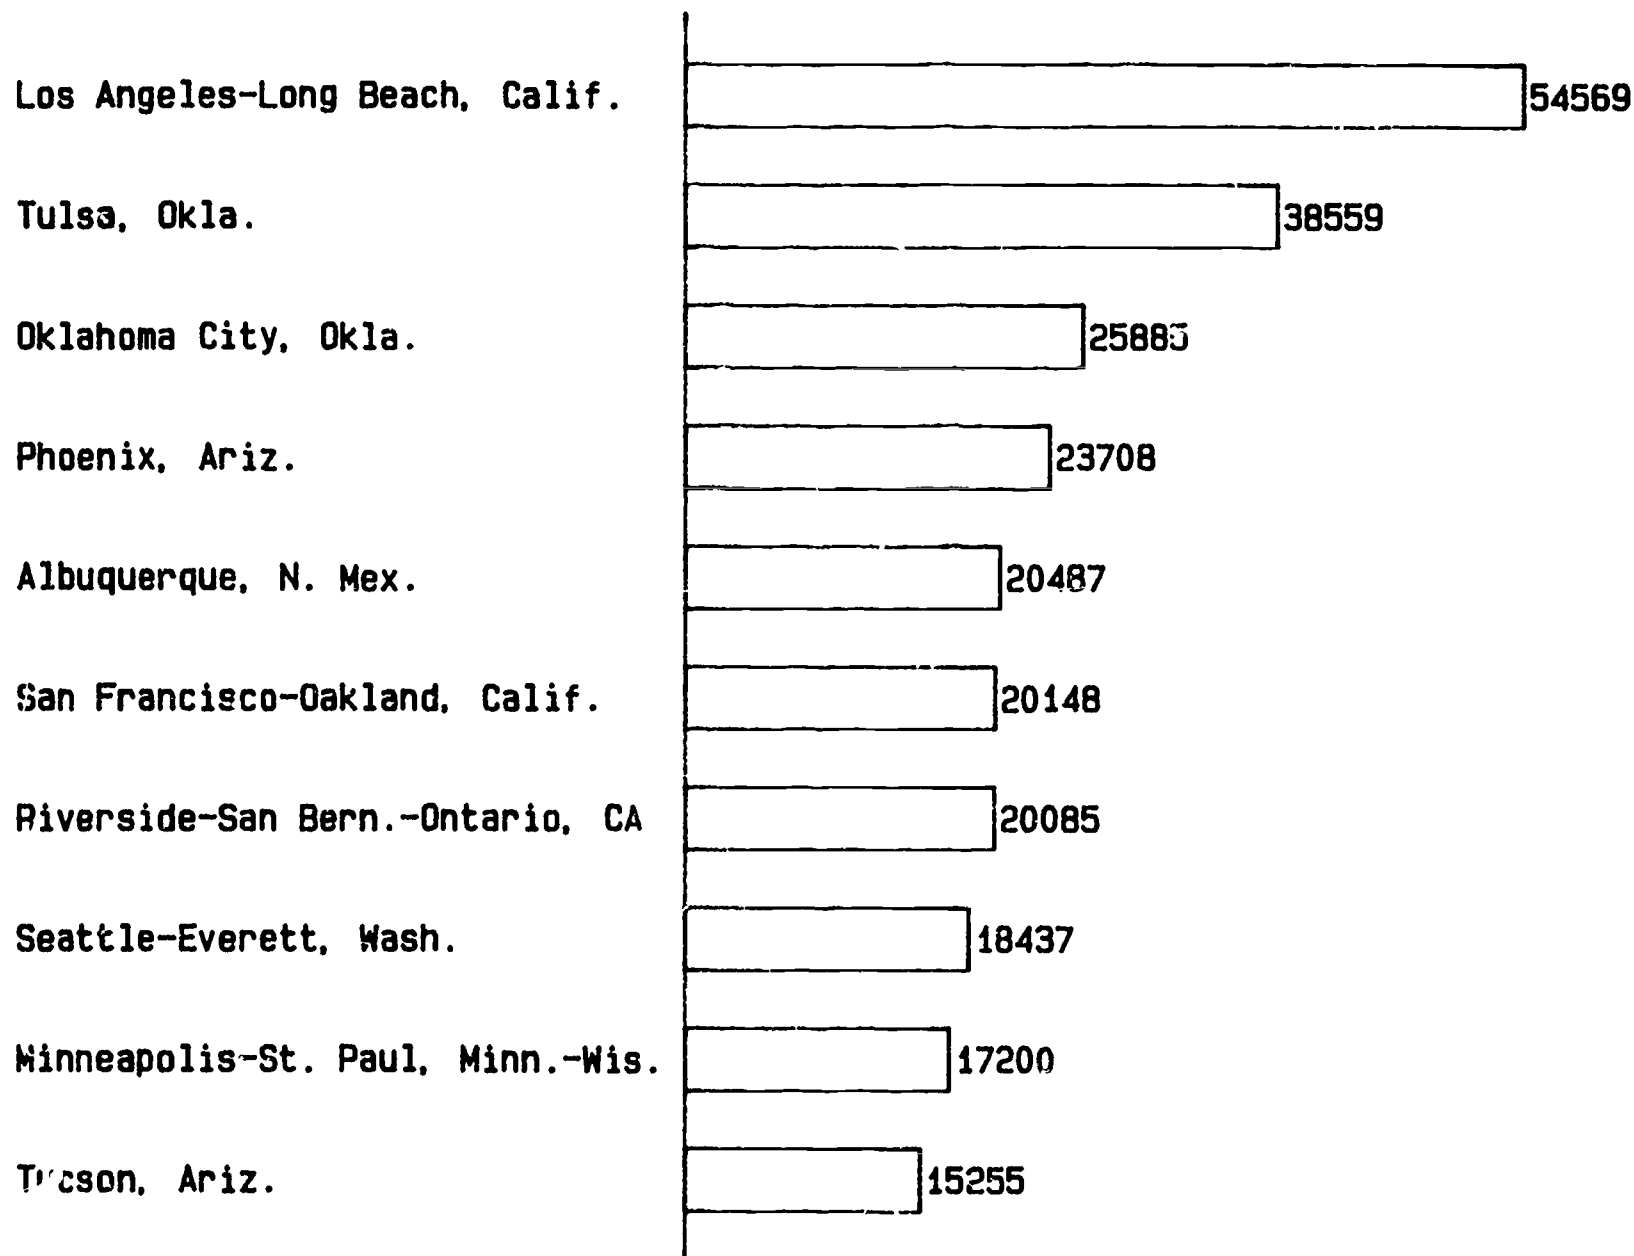 Los Angeles-Long Beach, Calif. 54569
Tulsa, Okla. 38559
Oklahoma City, Okla.
Phoenix, Ariz. 23708
Albuquerque, N. Mex. 20487
San Francisco-Oakland, Calif. 20148
Riverside-San Bern.-Ontario, CA 20085
Seattle-Everett, Wash. 18437
Minneapolis-St. Paul, Minn.-Wis. 17200
Tucson, Ariz. 15255